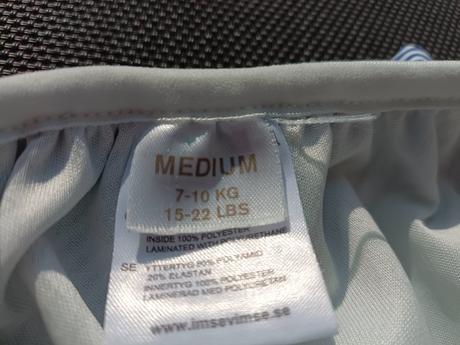 MEDIUM
7-10 KG
15-22 LBS
INSIDE 100% POLYESTER
LAMINATED WITH POLYURETHANE
SE YTTERTYG 80% POLYAMID
20% ELASTAN
INNERTYG 100% POLYESTER
LAMINERAD MED POLYURETAN
www.imsevimse.se